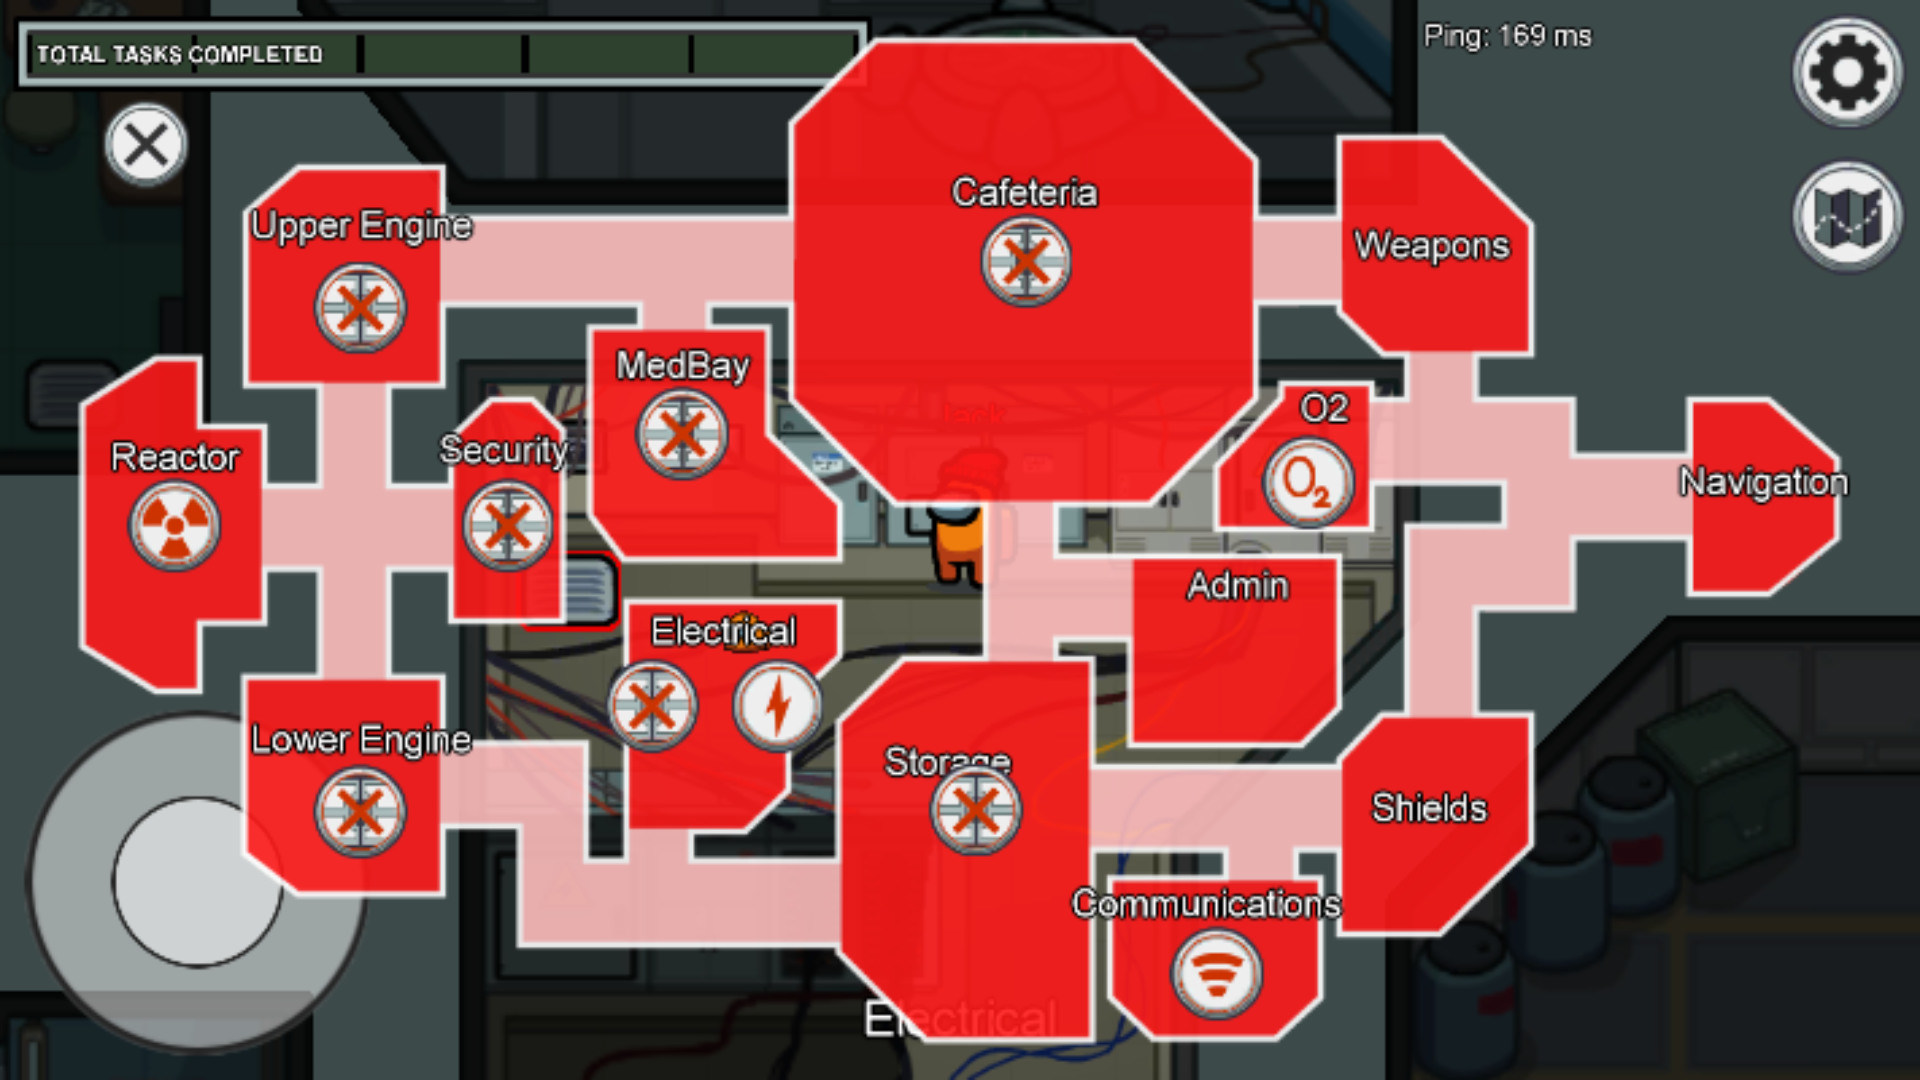 TOTAL TASKS COMPLETED
Ping: 169 ms
Cafeteria
Upper Engine
Weapons
MedBay
O2
Security
Reactor
Navigation
O2
Admin
Electrical
Lower Engine
Storage
Shields
Communications
Electrical